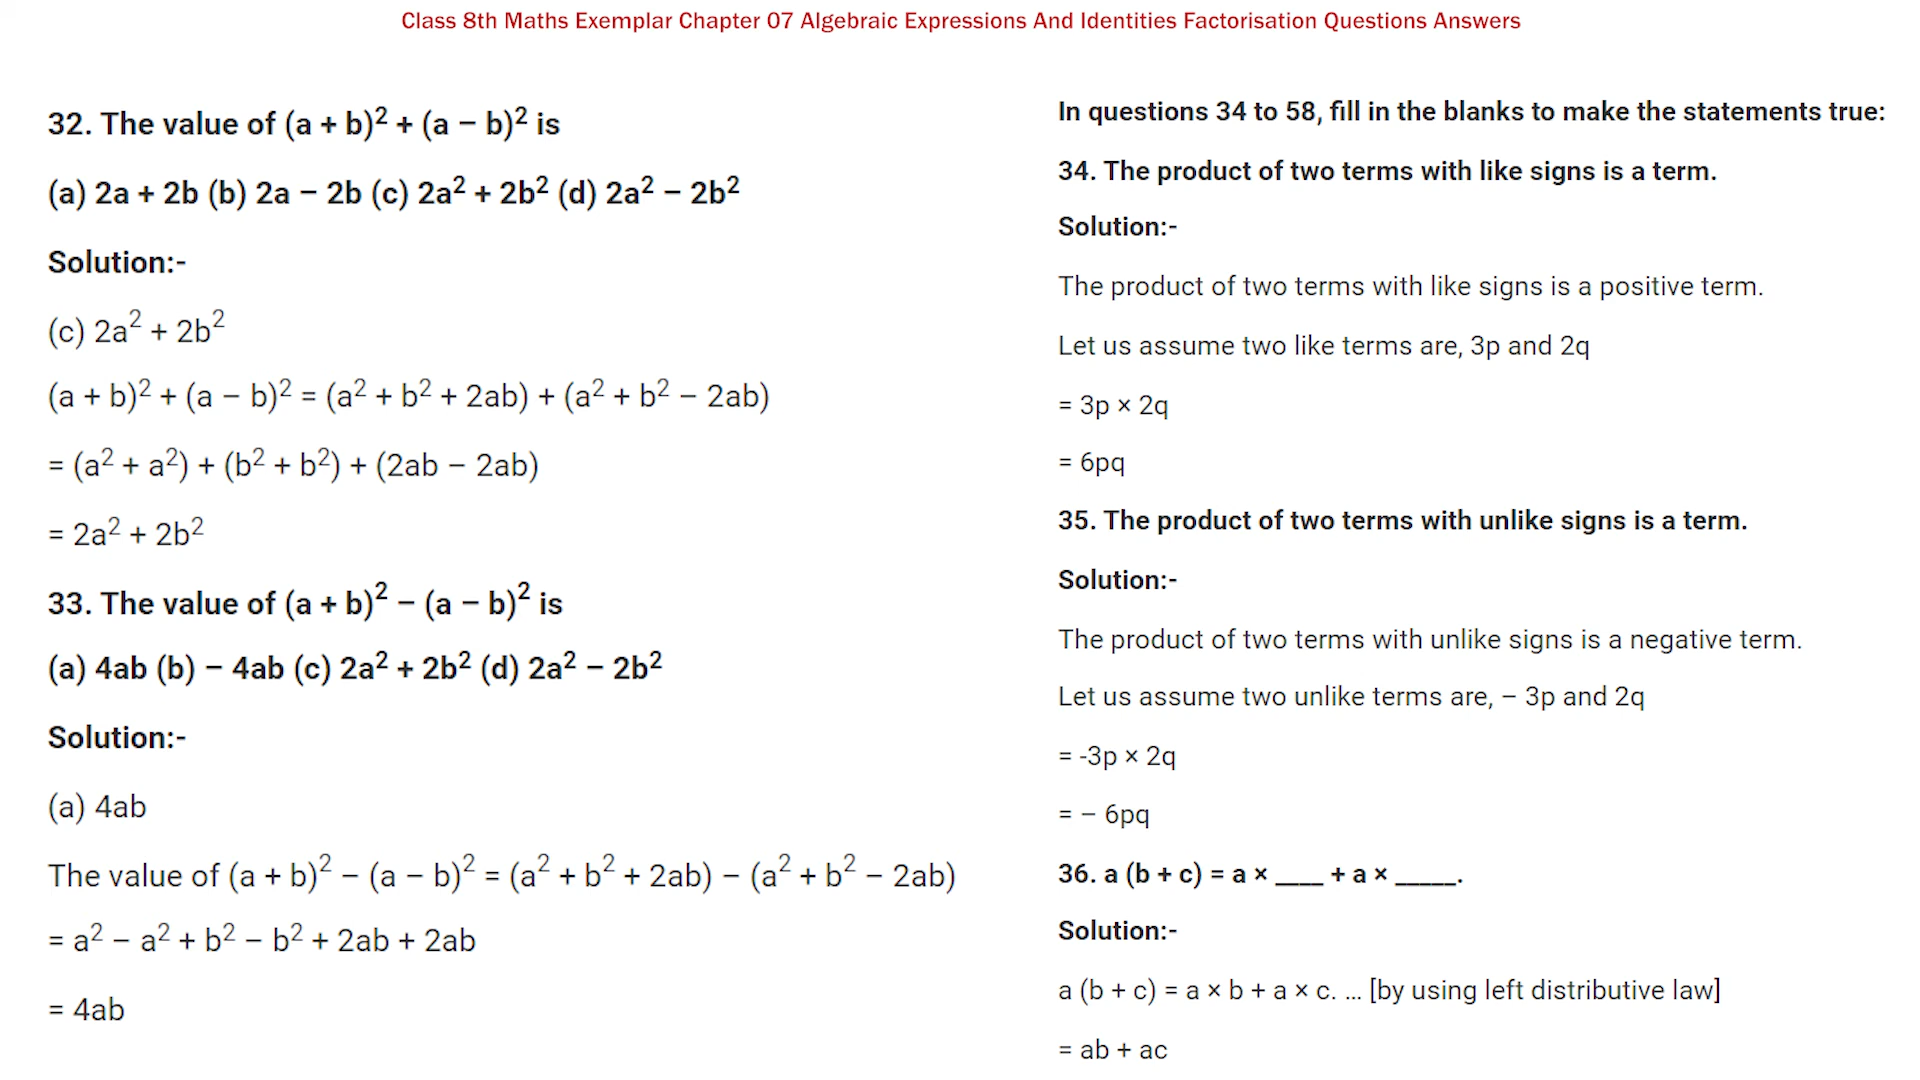 Class 8th Maths Exemplar Chapter 07 Algebraic Expressions And Identities Factorisation Questions Answers
32. The value of (a + b)² + (a – b)² is
(a) 2a + 2b (b) 2a – 2b (c) 2a² + 2b² (d) 2a² – 2b²
Solution:-
(c) 2a² + 2b²
(a + b)² + (a – b)² = (a² + b² + 2ab) + (a² + b² – 2ab)
= (a² + a²) + (b² + b²) + (2ab – 2ab)
= 2a² + 2b²
33. The value of (a + b)² – (a – b)² is
(a) 4ab (b) – 4ab (c) 2a² + 2b² (d) 2a² – 2b²
Solution:-
(a) 4ab
The value of (a + b)² – (a – b)² = (a² + b² + 2ab) – (a² + b² – 2ab)
= a² – a² + b² – b² + 2ab + 2ab
= 4ab
In questions 34 to 58, fill in the blanks to make the statements true:
34. The product of two terms with like signs is a term.
Solution:-
The product of two terms with like signs is a positive term.
Let us assume two like terms are, 3p and 2q
= 3p × 2q
= 6pq
35. The product of two terms with unlike signs is a term.
Solution:-
The product of two terms with unlike signs is a negative term.
Let us assume two unlike terms are, – 3p and 2q
= -3p × 2q
= – 6pq
36. a (b + c) = a × ____ + a × _____.
Solution:-
a (b + c) = a × b + a × c. … [by using left distributive law]
= ab + ac